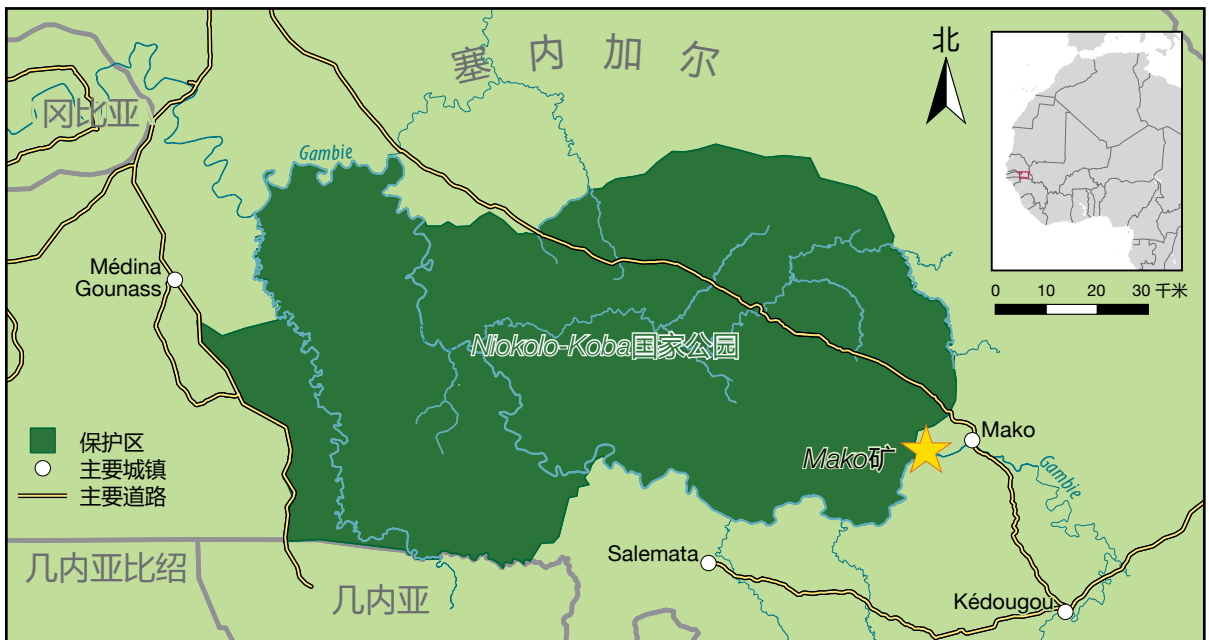 塞内加尔
北
冈比亚
Gambie
Médina
Gounass
0 10 20 30 千米
Niokolo-Koba国家公园
Mako
Mako矿
Gambie
保护区
主要城镇
主要道路
Salemata
几内亚比绍
几内亚
Kédougou